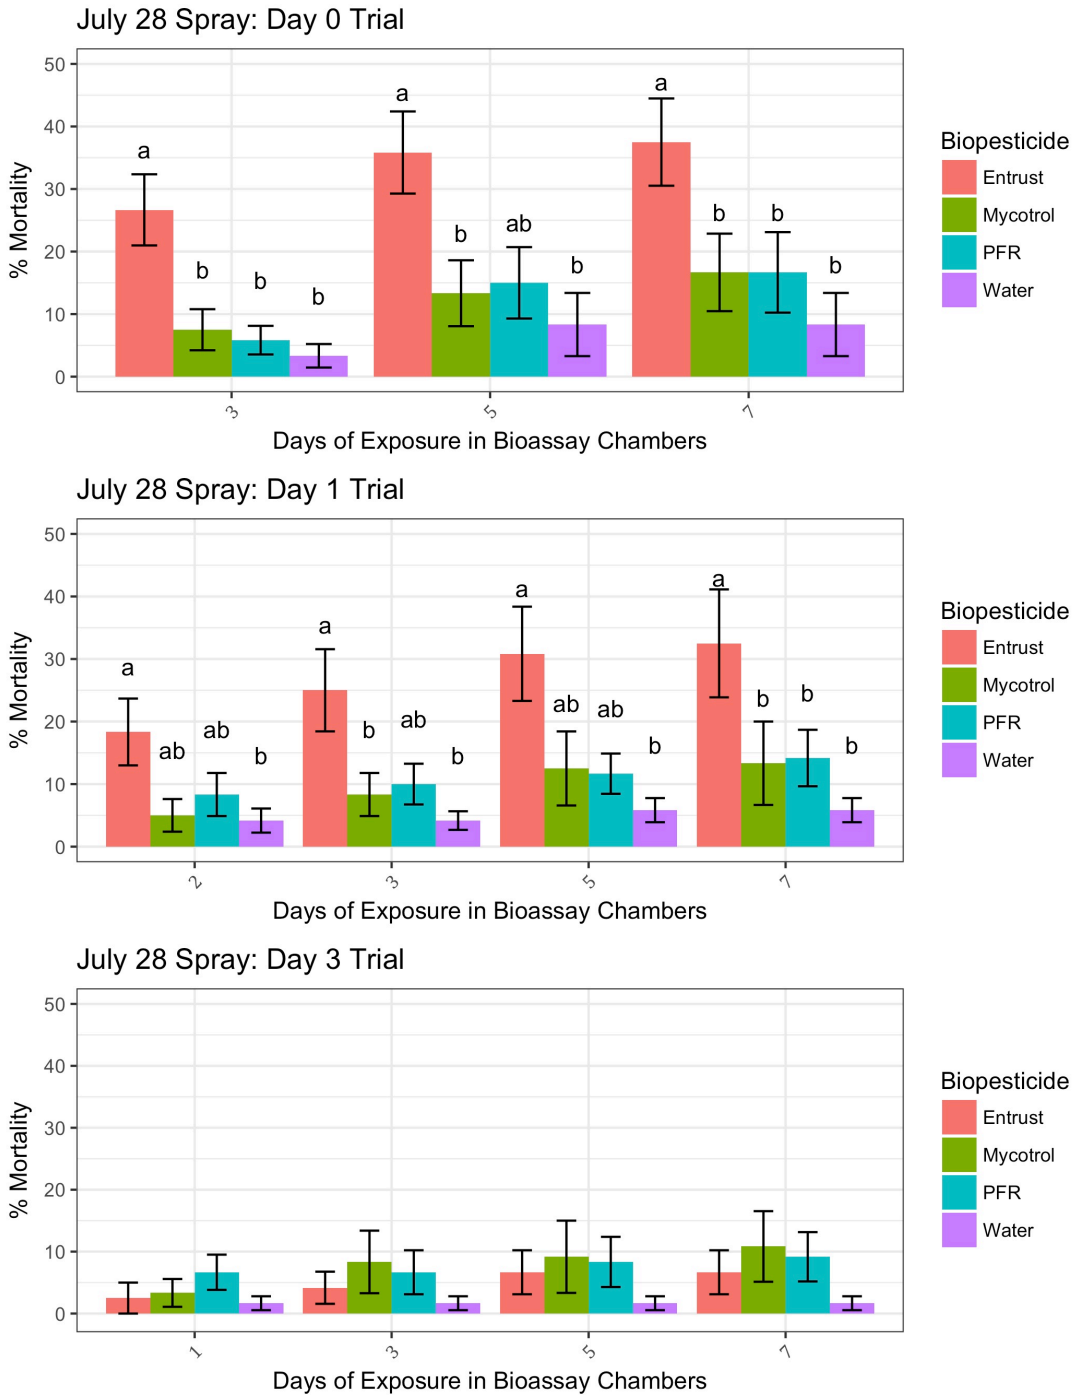 July 28 Spray: Day 0 Trial
50
40
30
20
10
0
% Mortality
a
b
b
b
a
b
ab
b
a
b
b
b
3
5
7
Days of Exposure in Bioassay Chambers
Biopesticide
Entrust
Mycotrol
PFR
Water
July 28 Spray: Day 1 Trial
50
40
30
20
10
0
% Mortality
a
ab
ab
b
a
b
ab
b
a
ab
ab
b
a
b
b
b
2
3
5
7
Days of Exposure in Bioassay Chambers
Biopesticide
Entrust
Mycotrol
PFR
Water
July 28 Spray: Day 3 Trial
50
40
30
20
10
0
% Mortality
1
3
5
7
Days of Exposure in Bioassay Chambers
Biopesticide
Entrust
Mycotrol
PFR
Water